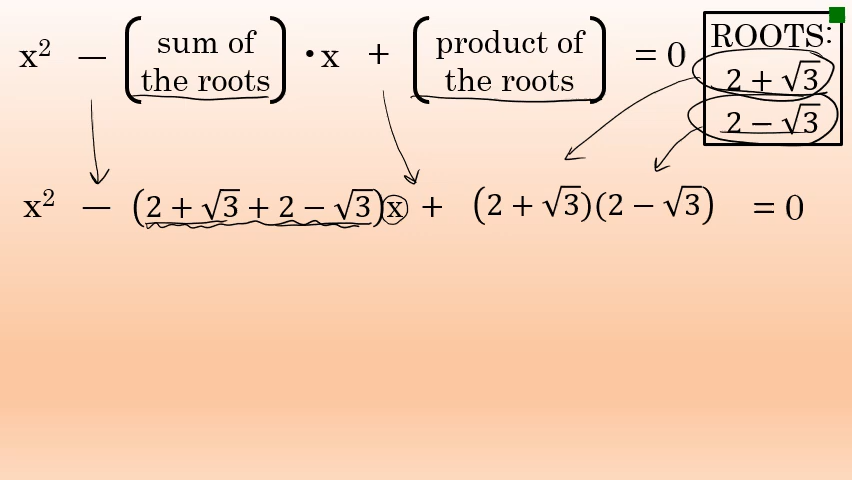 x² — [sum of the roots] · x + [product of the roots] = 0
ROOTS:
2 + √3
2 − √3
x² — (2 + √3 + 2 − √3)x + (2 + √3)(2 − √3) = 0